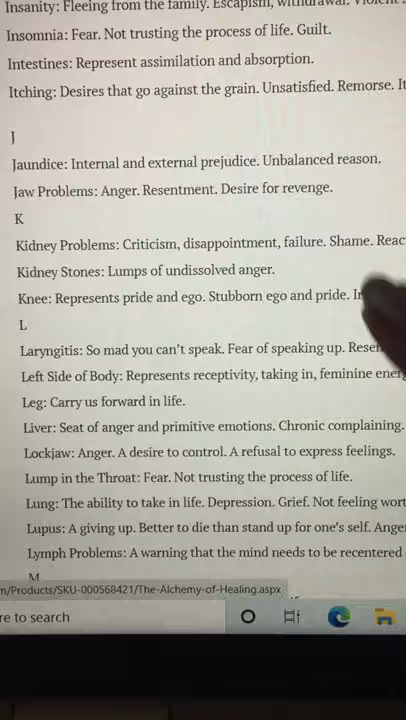 Insanity: Fleeing from the family. Escapism, withdrawal. Violent
Insomnia: Fear. Not trusting the process of life. Guilt.
Intestines: Represent assimilation and absorption.
Itching: Desires that go against the grain. Unsatisfied. Remorse. It
J
Jaundice: Internal and external prejudice. Unbalanced reason.
Jaw Problems: Anger. Resentment. Desire for revenge.
K
Kidney Problems: Criticism, disappointment, failure. Shame. Reac
Kidney Stones: Lumps of undissolved anger.
Knee: Represents pride and ego. Stubborn ego and pride.
L
Laryngitis: So mad you can't speak. Fear of speaking up. Resen
Left Side of Body: Represents receptivity, taking in, feminine energ
Leg: Carry us forward in life.
Liver: Seat of anger and primitive emotions. Chronic complaining.
Lockjaw: Anger. A desire to control. A refusal to express feelings.
Lump in the Throat: Fear. Not trusting the process of life.
Lung: The ability to take in life. Depression. Grief. Not feeling wort
Lupus: A giving up. Better to die than stand up for one's self. Ange
Lymph Problems: A warning that the mind needs to be recentered
M
m/Products/SKU-000568421/The-Alchemy-of-Healing.aspx
re to search